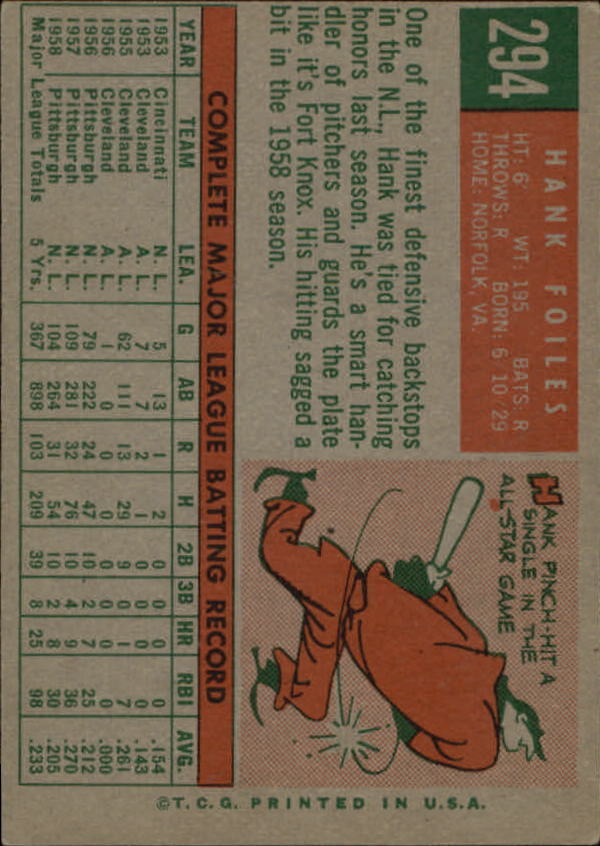 294
HANK FOILES
HT: 6' WT: 195 BATS: R
THROWS: R BORN: 6 10/29
HOME: NORFOLK, VA.
One of the finest defensive backstops
in the N.L., Hank was tied for catching
honors last season. He's a smart han-
dler of pitchers and guards the plate
like it's Fort Knox. His hitting sagged a
bit in the 1958 season.
HANK PINCH-HIT A
SINGLE IN THE
ALL-STAR GAME
COMPLETE MAJOR LEAGUE BATTING RECORD
YEAR TEAM LEA. G AB R H 2B 3B HR RBI AVG.
1953 Cincinnati N. L. 5 13 1 2 0 0 0 0 .154
1953 Cleveland A. L. 7 7 2 1 0 0 0 0 .143
1955 Cleveland A. L. 62 111 13 29 9 0 1 7 .261
1956 Cleveland A. L. 1 0 0 0 0 0 0 0 .000
1956 Pittsburgh N. L. 79 222 24 47 10 2 7 25 .212
1957 Pittsburgh N. L. 109 281 32 76 10 4 9 36 .270
1958 Pittsburgh N. L. 104 264 31 54 10 2 8 30 .205
Major League Totals 5 Yrs. 367 898 103 209 39 8 25 98 .233
©T.C.G. PRINTED IN U.S.A.